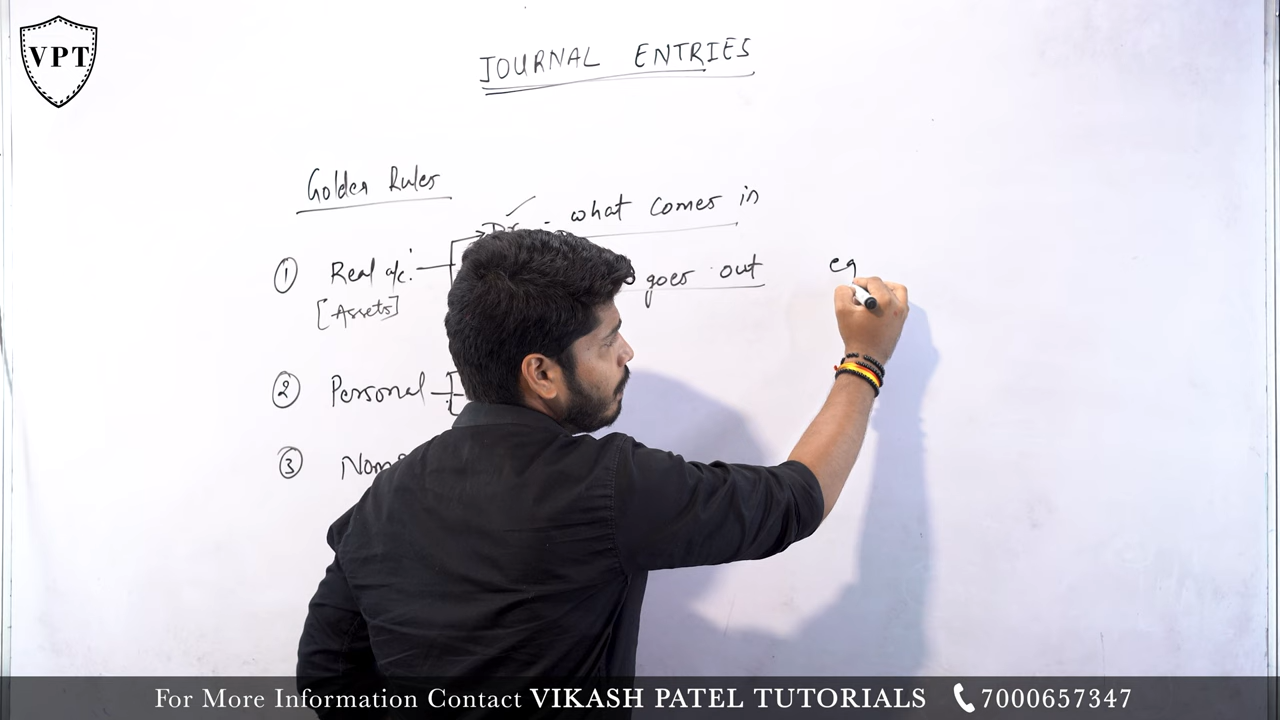 VPT
JOURNAL ENTRIES
Golden Rules
Dr - what comes in
① Real a/c
goes out
eg
[Assets]
② Personal
③ Nom
For More Information Contact VIKASH PATEL TUTORIALS 7000657347